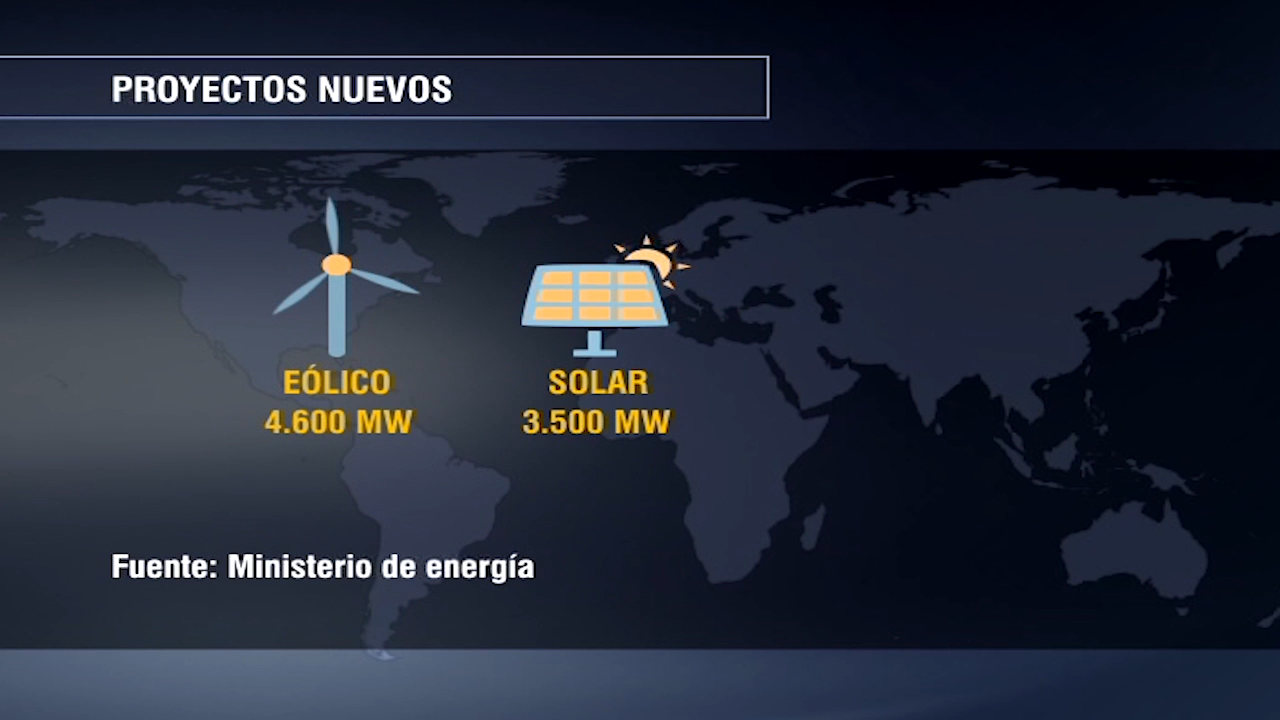 PROYECTOS NUEVOS
EÓLICO
4.600 MW
SOLAR
3.500 MW
Fuente: Ministerio de energía